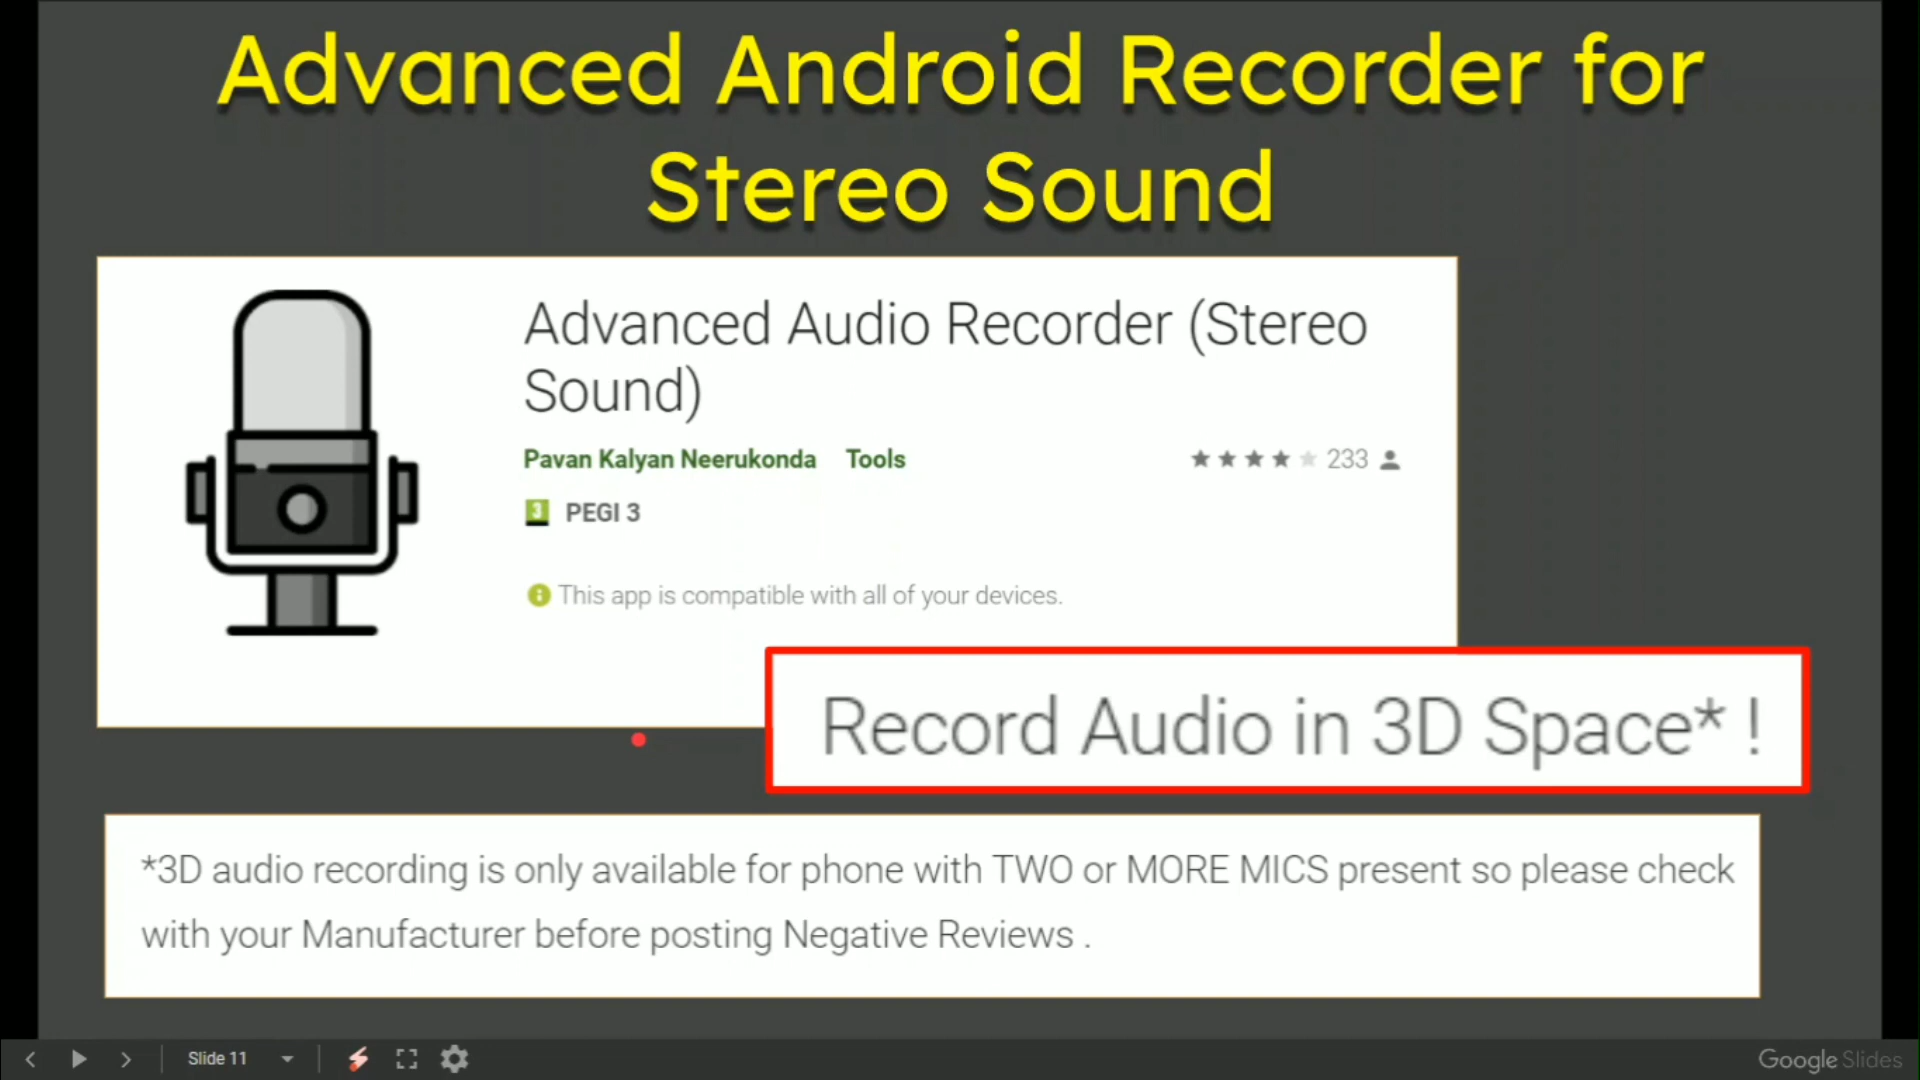 Advanced Android Recorder for
Stereo Sound
Advanced Audio Recorder (Stereo
Sound)
Pavan Kalyan Neerukonda Tools 233
3 PEGI 3
This app is compatible with all of your devices.
Record Audio in 3D Space* !
*3D audio recording is only available for phone with TWO or MORE MICS present so please check
with your Manufacturer before posting Negative Reviews .
Slide 11
Google Slides